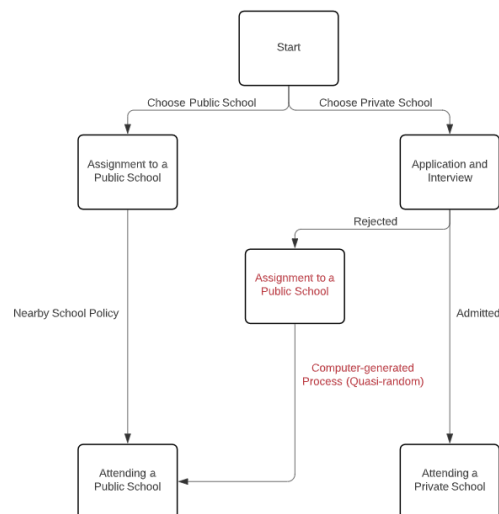 Start
Choose Public School
Choose Private School
Assignment to a
Public School
Application and
Interview
Rejected
Assignment to a
Public School
Nearby School Policy
Admitted
Computer-generated
Process (Quasi-random)
Attending a
Public School
Attending a
Private School